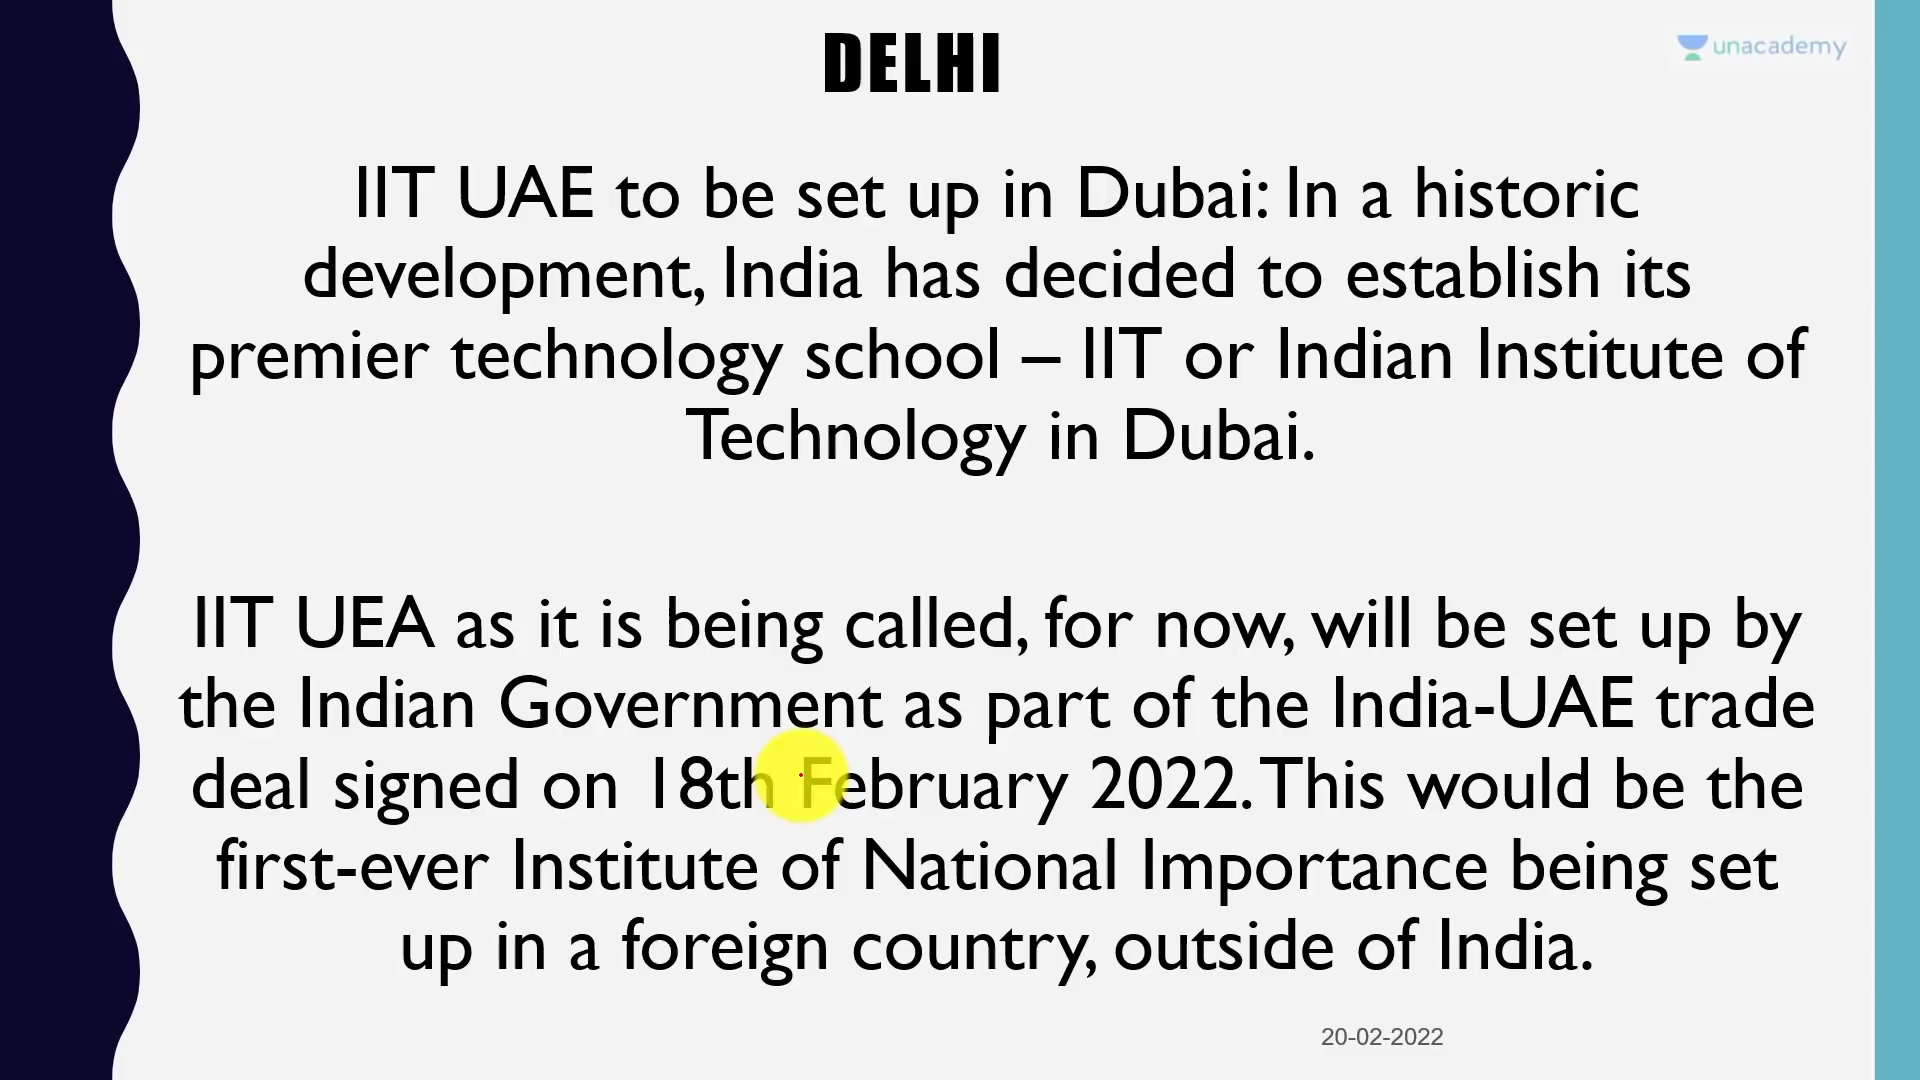 DELHI
unacademy
IIT UAE to be set up in Dubai: In a historic
development, India has decided to establish its
premier technology school – IIT or Indian Institute of
Technology in Dubai.
IIT UEA as it is being called, for now, will be set up by
the Indian Government as part of the India-UAE trade
deal signed on 18th February 2022. This would be the
first-ever Institute of National Importance being set
up in a foreign country, outside of India.
20-02-2022